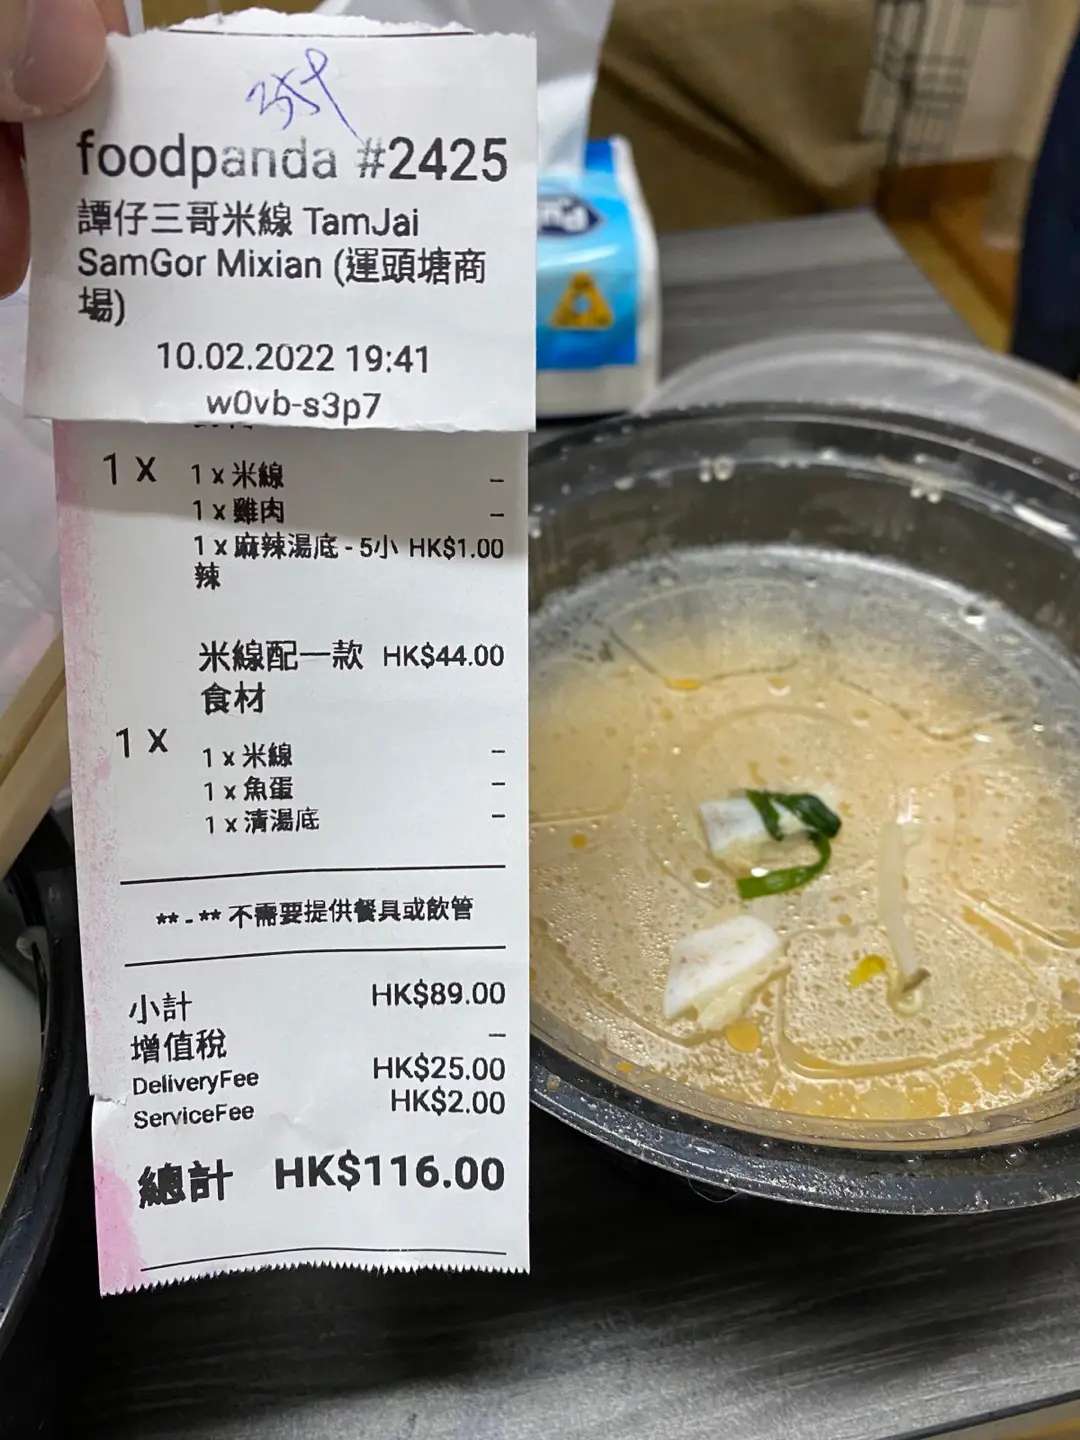 foodpanda #2425
譚仔三哥米線 TamJai
SamGor Mixian (運頭塘商
場)
10.02.2022 19:41
w0vb-s3p7
1 x
1 x 米線 –
1 x 雞肉 –
1 x 麻辣湯底 - 5小 HK$1.00
辣
米線配一款 HK$44.00
食材
1 x
1 x 米線 –
1 x 魚蛋 –
1 x 清湯底 –
** - ** 不需要提供餐具或飲管
小計 HK$89.00
增值稅 –
DeliveryFee HK$25.00
ServiceFee HK$2.00
總計 HK$116.00